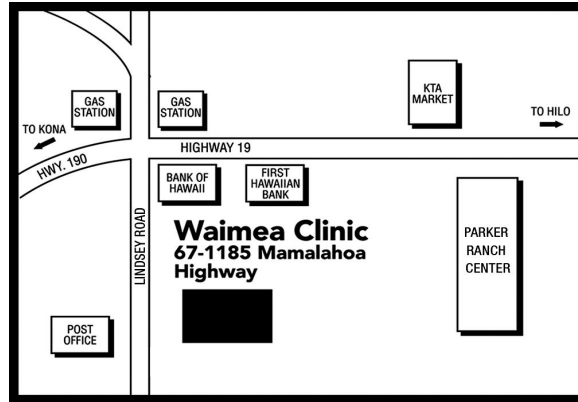 KTA
MARKET
GAS
STATION
GAS
STATION
TO HILO
TO KONA
HIGHWAY 19
HWY. 190
BANK OF
HAWAII
FIRST
HAWAIIAN
BANK
LINDSEY ROAD
Waimea Clinic
67-1185 Mamalahoa
Highway
PARKER
RANCH
CENTER
POST
OFFICE